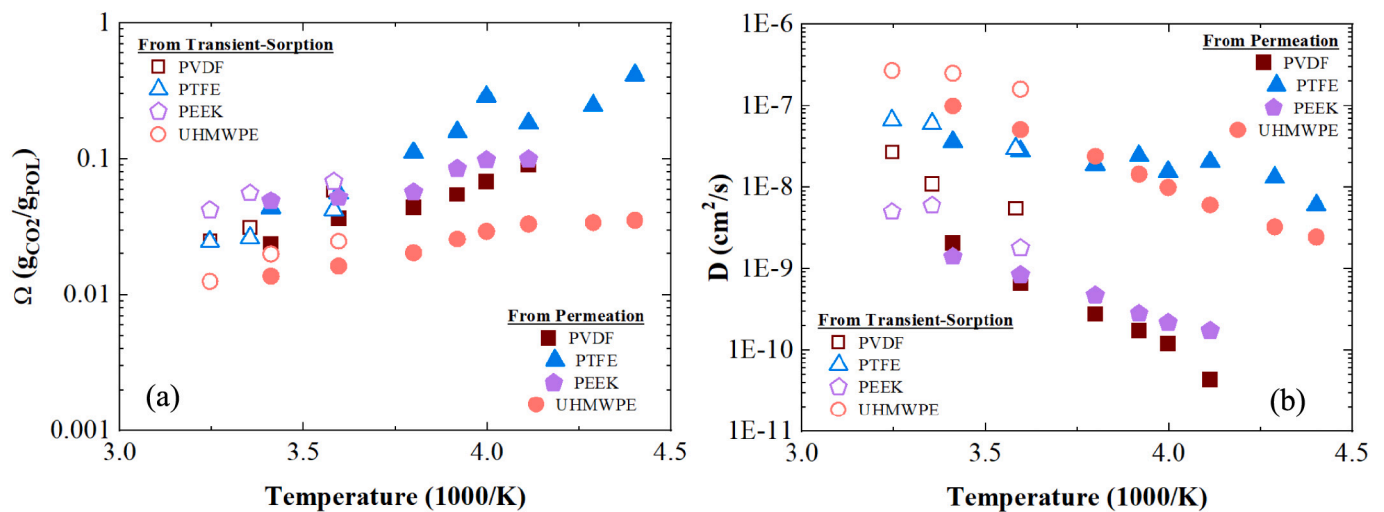 1
0.1
0.01
0.001
Ω (gCO2/gPOL)
From Transient-Sorption
PVDF
PTFE
PEEK
UHMWPE
From Permeation
PVDF
PTFE
PEEK
UHMWPE
(a)
3.0 3.5 4.0 4.5
Temperature (1000/K)
1E-6
1E-7
1E-8
1E-9
1E-10
1E-11
D (cm²/s)
From Permeation
PVDF
PTFE
PEEK
UHMWPE
From Transient-Sorption
PVDF
PTFE
PEEK
UHMWPE
(b)
3.0 3.5 4.0 4.5
Temperature (1000/K)